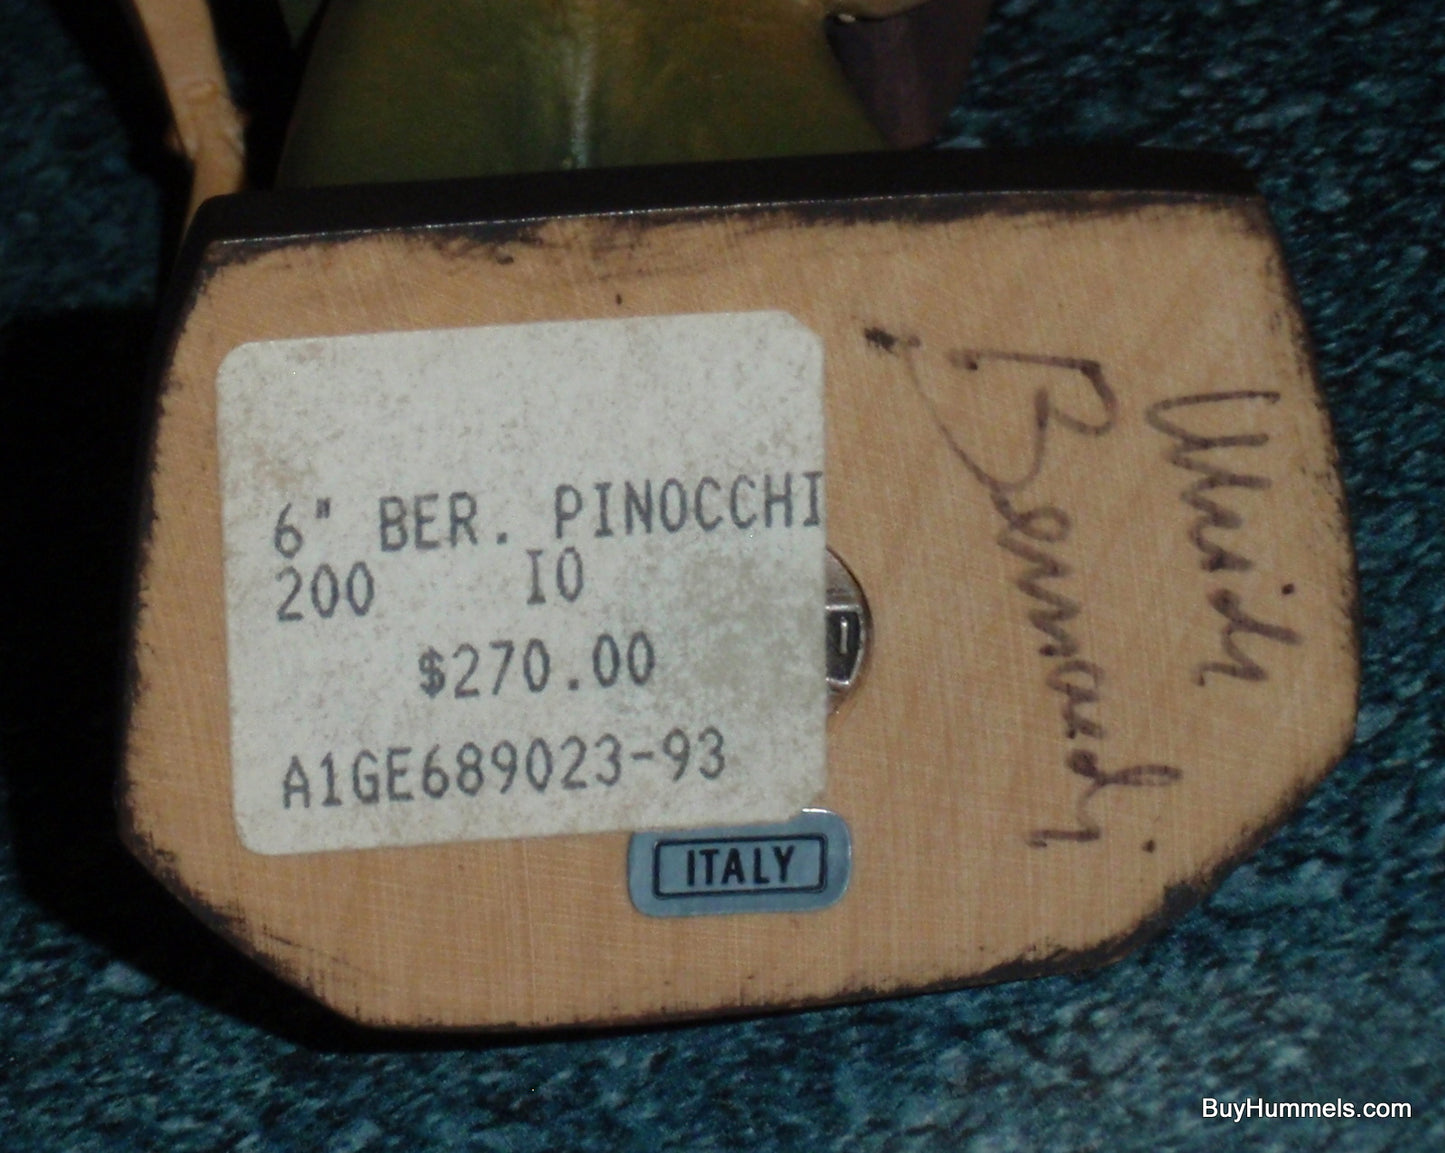 6" BER. PINOCCHI
200 IO
$270.00
A1GE689023-93
ITALY
Ulrich
Bernardi
BuyHummels.com